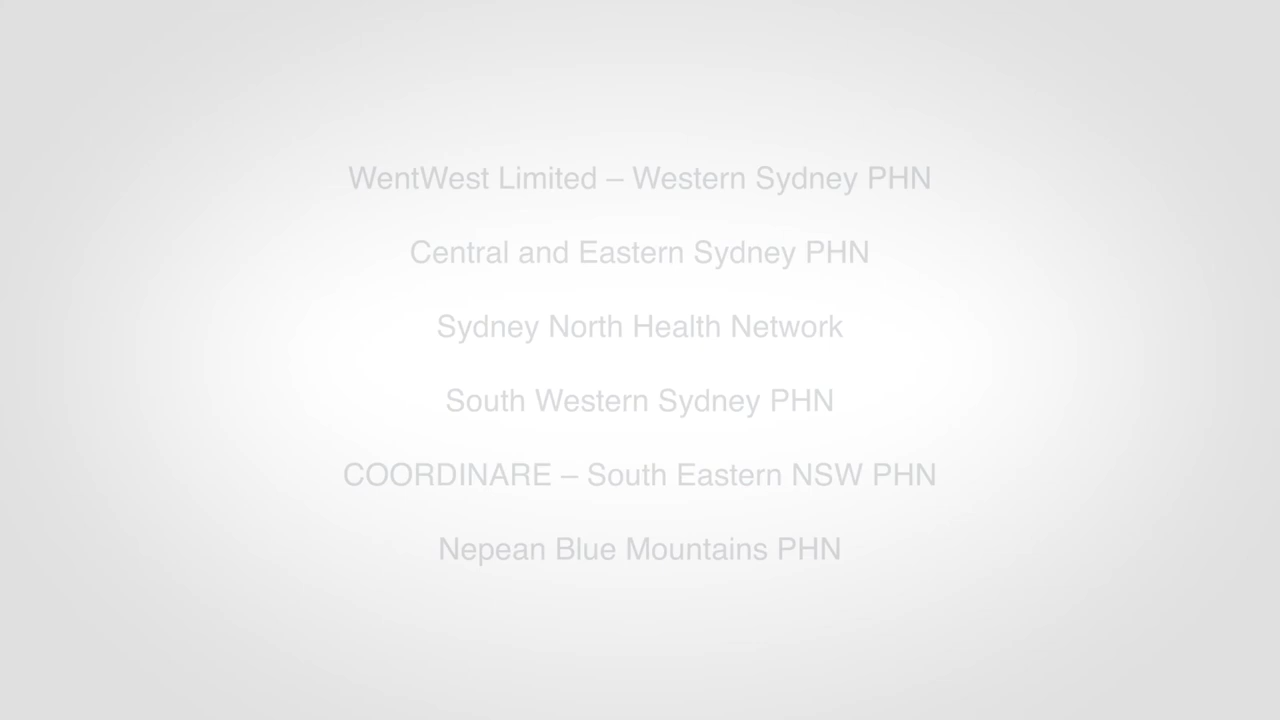 WentWest Limited – Western Sydney PHN
Central and Eastern Sydney PHN
Sydney North Health Network
South Western Sydney PHN
COORDINARE – South Eastern NSW PHN
Nepean Blue Mountains PHN